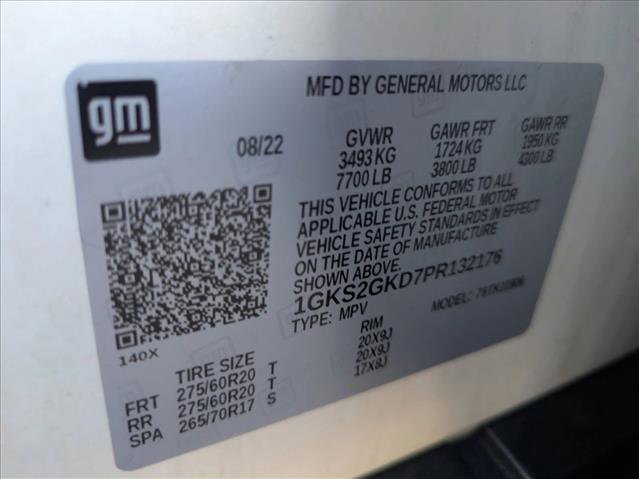 gm
MFD BY GENERAL MOTORS LLC
08/22
GVWR GAWR FRT GAWR RR
3493 KG 1724 KG 1950 KG
7700 LB 3800 LB 4300 LB
THIS VEHICLE CONFORMS TO ALL
APPLICABLE U.S. FEDERAL MOTOR
VEHICLE SAFETY STANDARDS IN EFFECT
ON THE DATE OF MANUFACTURE
SHOWN ABOVE.
1GKS2GKD7PR132176
TYPE: MPV MODEL:
140X
TIRE SIZE RIM
FRT 275/60R20 T 20X9J
RR 275/60R20 T 20X9J
SPA 265/70R17 S 17X8J